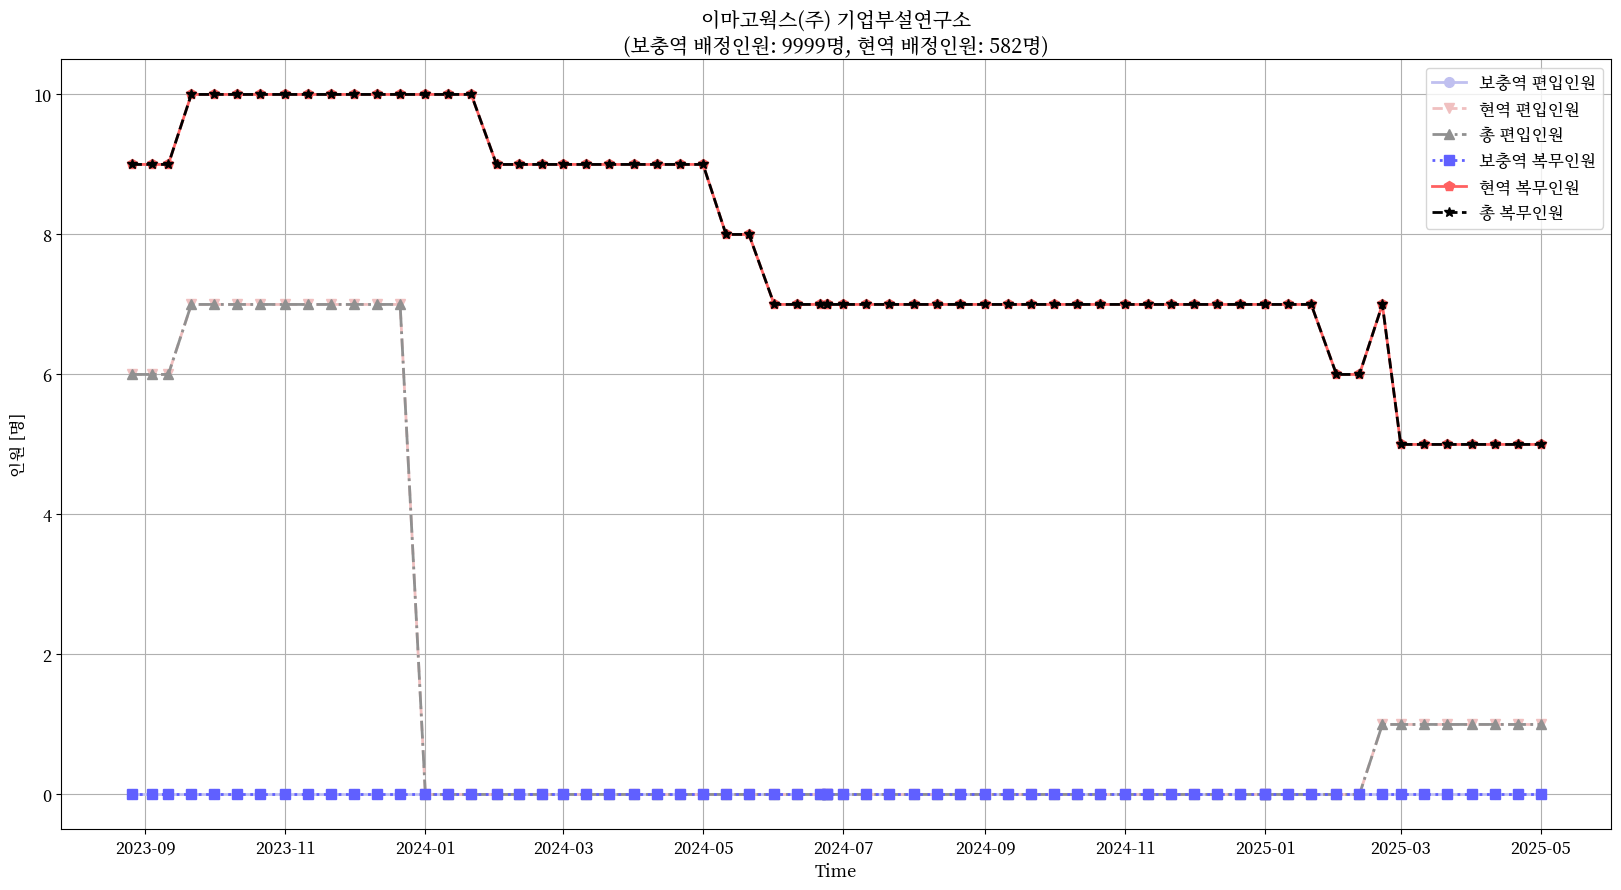 이마고웍스(주) 기업부설연구소
(보충역 배정인원: 9999명, 현역 배정인원: 582명)
보충역 편입인원
현역 편입인원
총 편입인원
보충역 복무인원
현역 복무인원
총 복무인원
인원 [명]
10
8
6
4
2
0
2023-09
2023-11
2024-01
2024-03
2024-05
2024-07
2024-09
2024-11
2025-01
2025-03
2025-05
Time